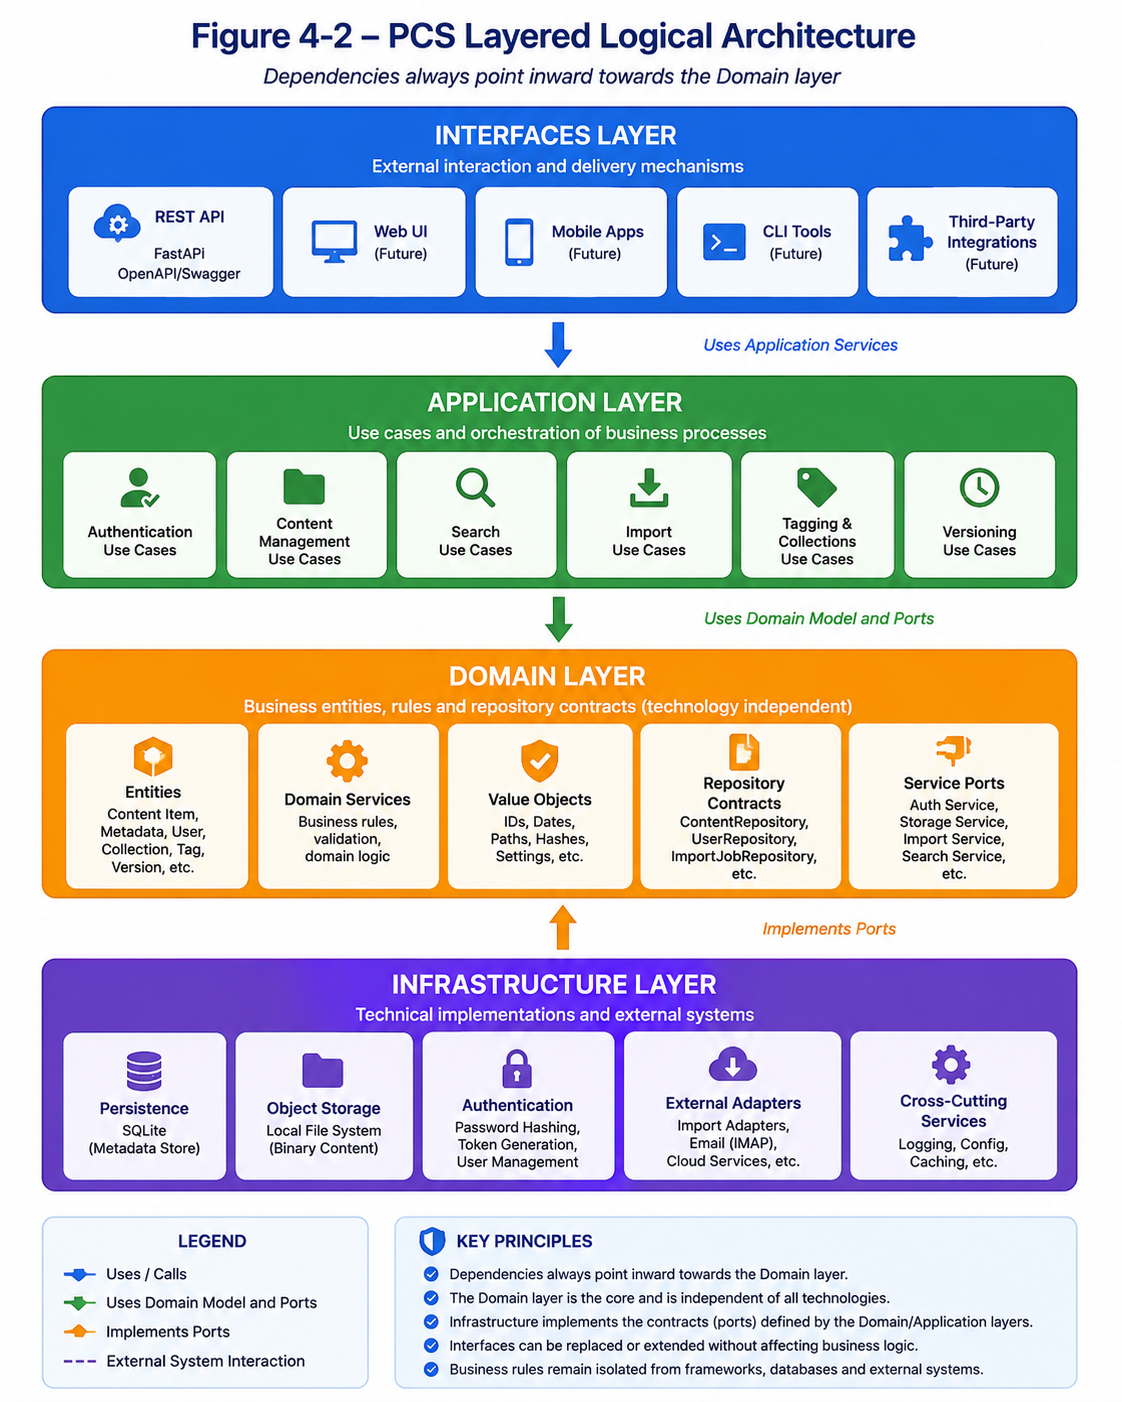 Figure 4-2 – PCS Layered Logical Architecture
Dependencies always point inward towards the Domain layer
INTERFACES LAYER
External interaction and delivery mechanisms
REST API
FastAPi
OpenAPI/Swagger
Web UI
(Future)
Mobile Apps
(Future)
CLI Tools
(Future)
Third-Party
Integrations
(Future)
Uses Application Services
APPLICATION LAYER
Use cases and orchestration of business processes
Authentication
Use Cases
Content
Management
Use Cases
Search
Use Cases
Import
Use Cases
Tagging &
Collections
Use Cases
Versioning
Use Cases
Uses Domain Model and Ports
DOMAIN LAYER
Business entities, rules and repository contracts (technology independent)
Entities
Content Item,
Metadata, User,
Collection, Tag,
Version, etc.
Domain Services
Business rules,
validation,
domain logic
Value Objects
IDs, Dates,
Paths, Hashes,
Settings, etc.
Repository
Contracts
ContentRepository,
UserRepository,
ImportJobRepository,
etc.
Service Ports
Auth Service,
Storage Service,
Import Service,
Search Service,
etc.
Implements Ports
INFRASTRUCTURE LAYER
Technical implementations and external systems
Persistence
SQLite
(Metadata Store)
Object Storage
Local File System
(Binary Content)
Authentication
Password Hashing,
Token Generation,
User Management
External Adapters
Import Adapters,
Email (IMAP),
Cloud Services, etc.
Cross-Cutting
Services
Logging, Config,
Caching, etc.
LEGEND
Uses / Calls
Uses Domain Model and Ports
Implements Ports
External System Interaction
KEY PRINCIPLES
Dependencies always point inward towards the Domain layer.
The Domain layer is the core and is independent of all technologies.
Infrastructure implements the contracts (ports) defined by the Domain/Application layers.
Interfaces can be replaced or extended without affecting business logic.
Business rules remain isolated from frameworks, databases and external systems.